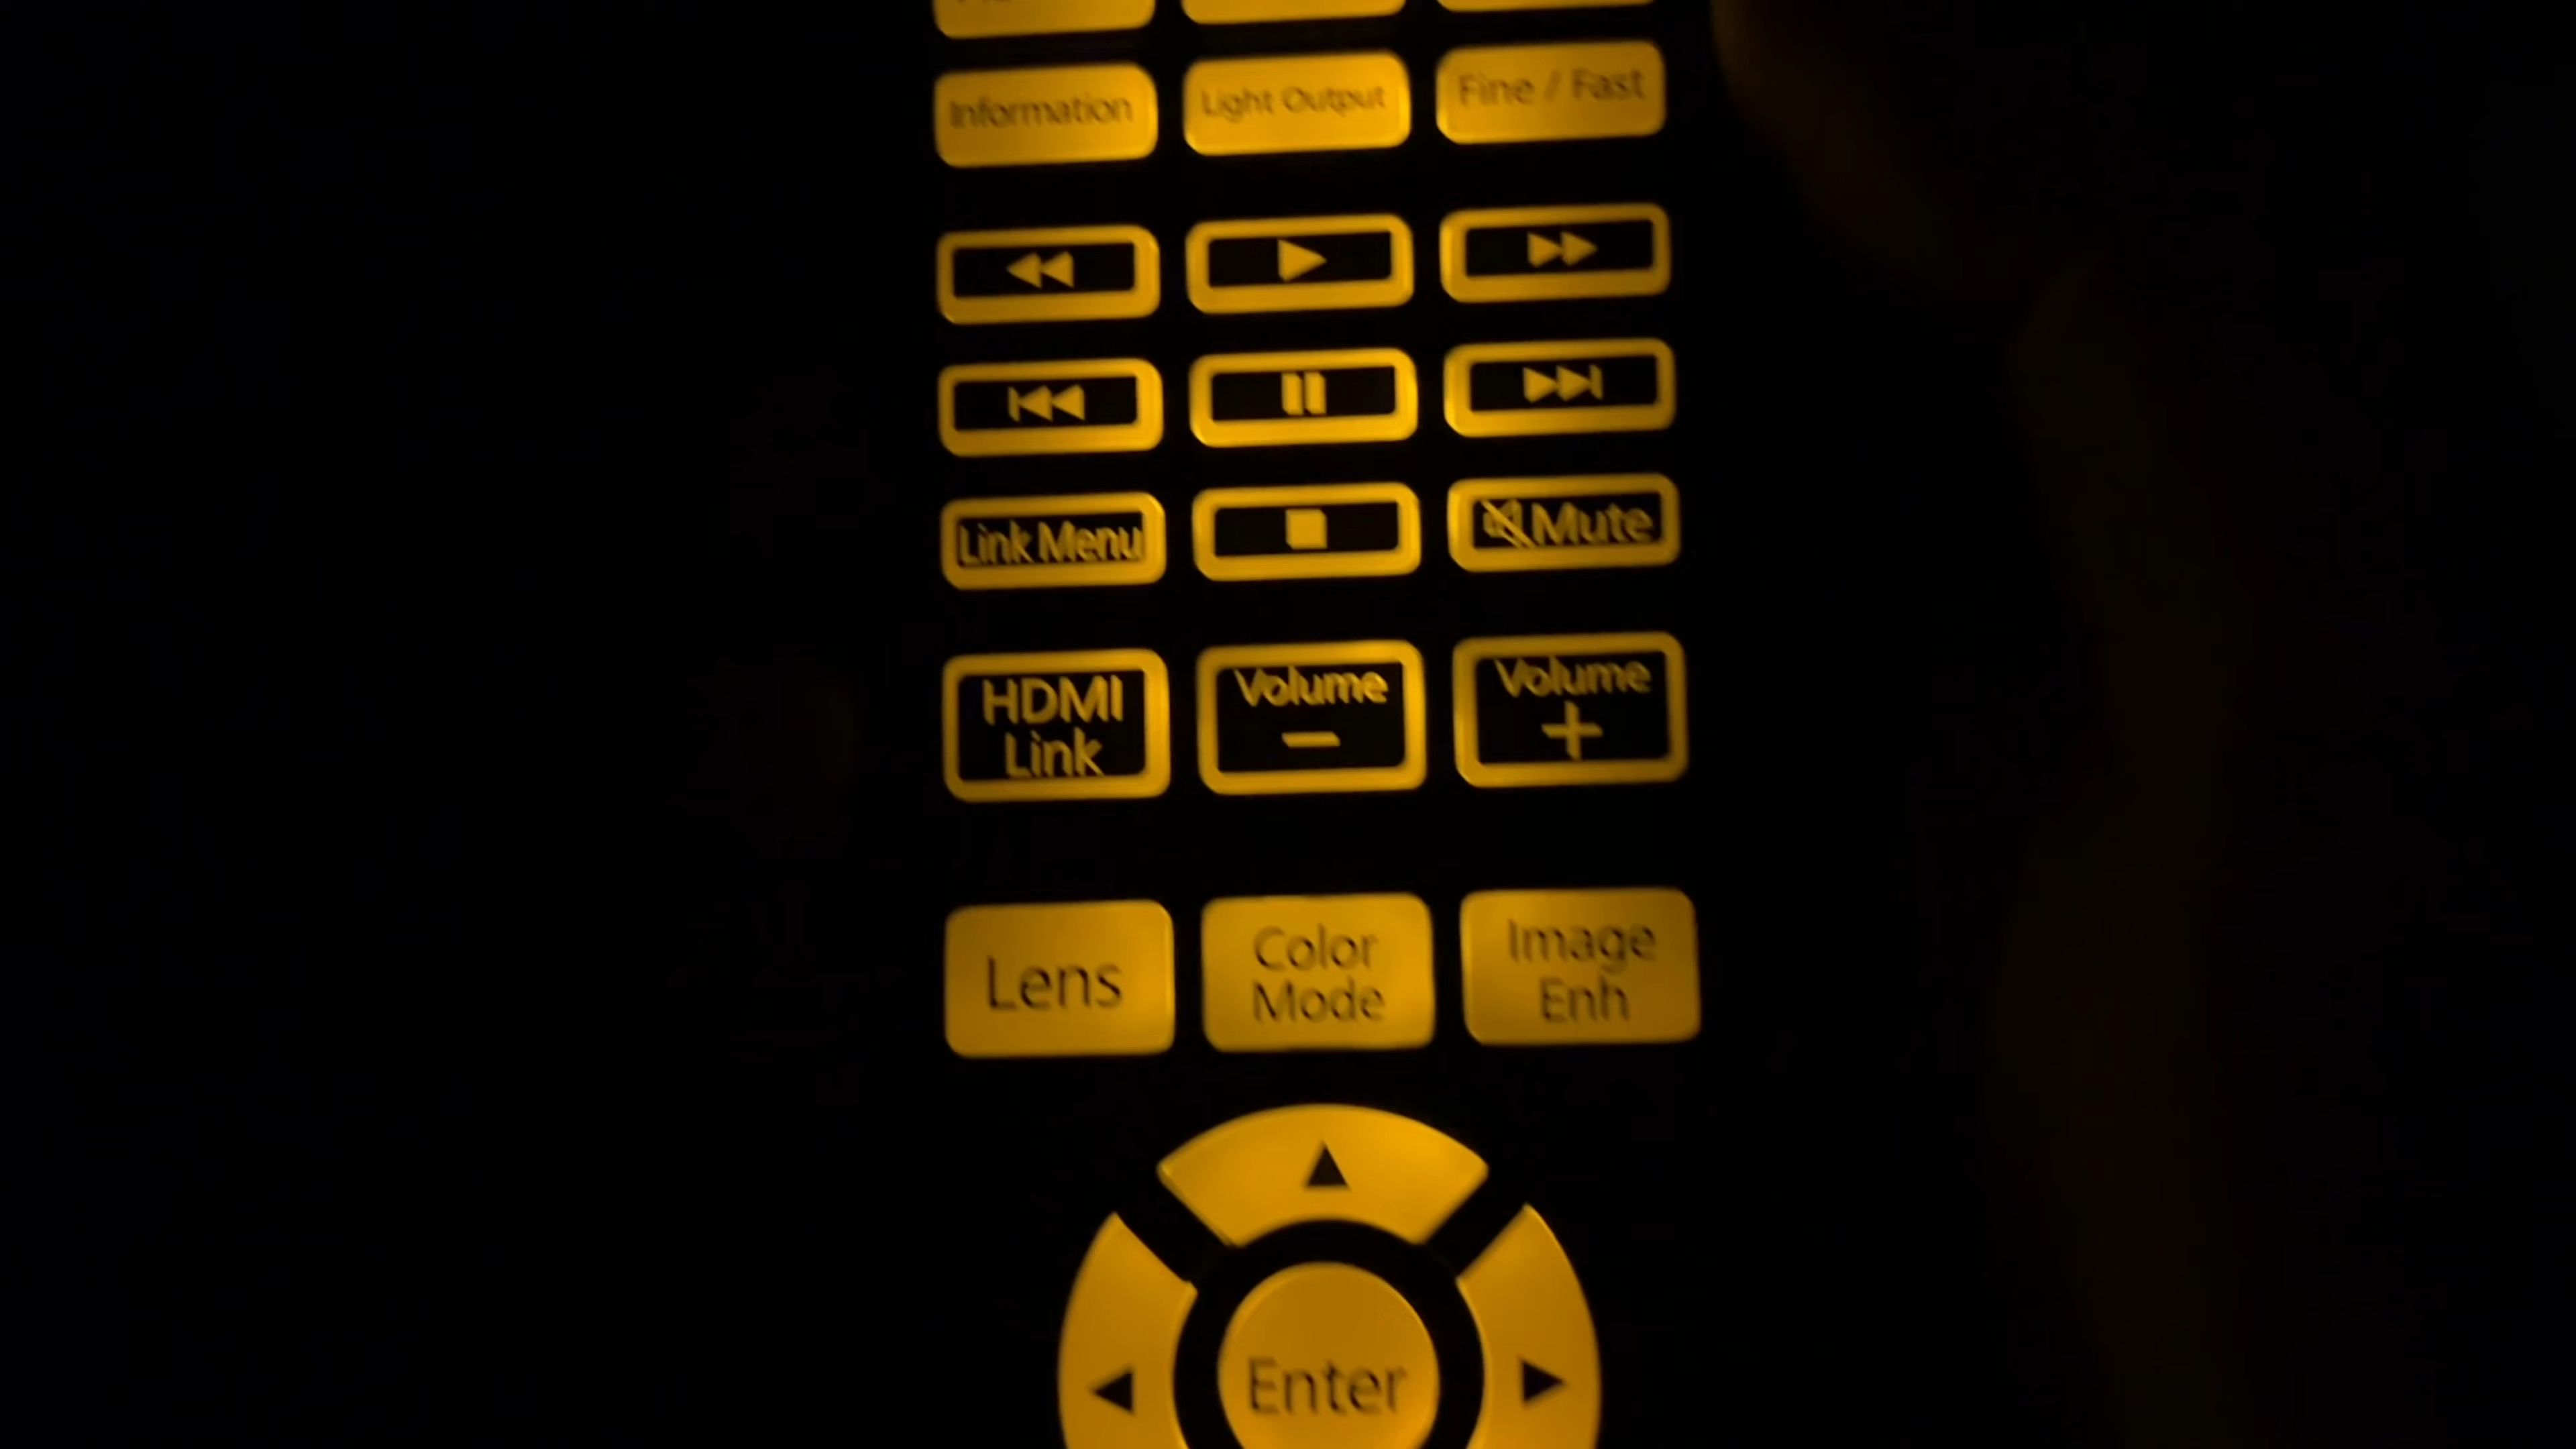 Information
Light Output
Fine / Fast
Link Menu
Mute
HDMI
Link
Volume
−
Volume
+
Lens
Color
Mode
Image
Enh
Enter